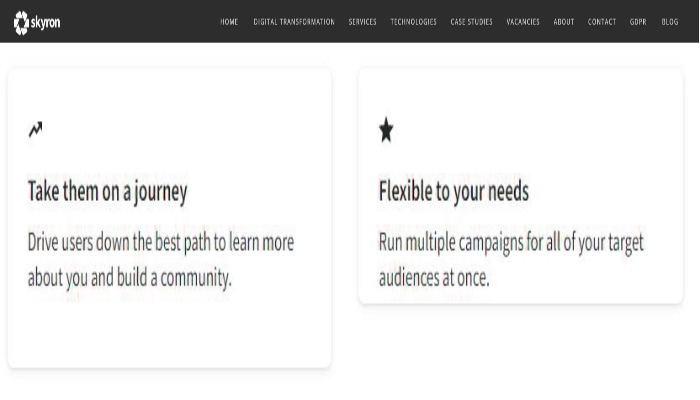 skyron
HOME DIGITAL TRANSFORMATION SERVICES TECHNOLOGIES CASE STUDIES VACANCIES ABOUT CONTACT GDPR BLOG
Take them on a journey
Drive users down the best path to learn more
about you and build a community.
Flexible to your needs
Run multiple campaigns for all of your target
audiences at once.